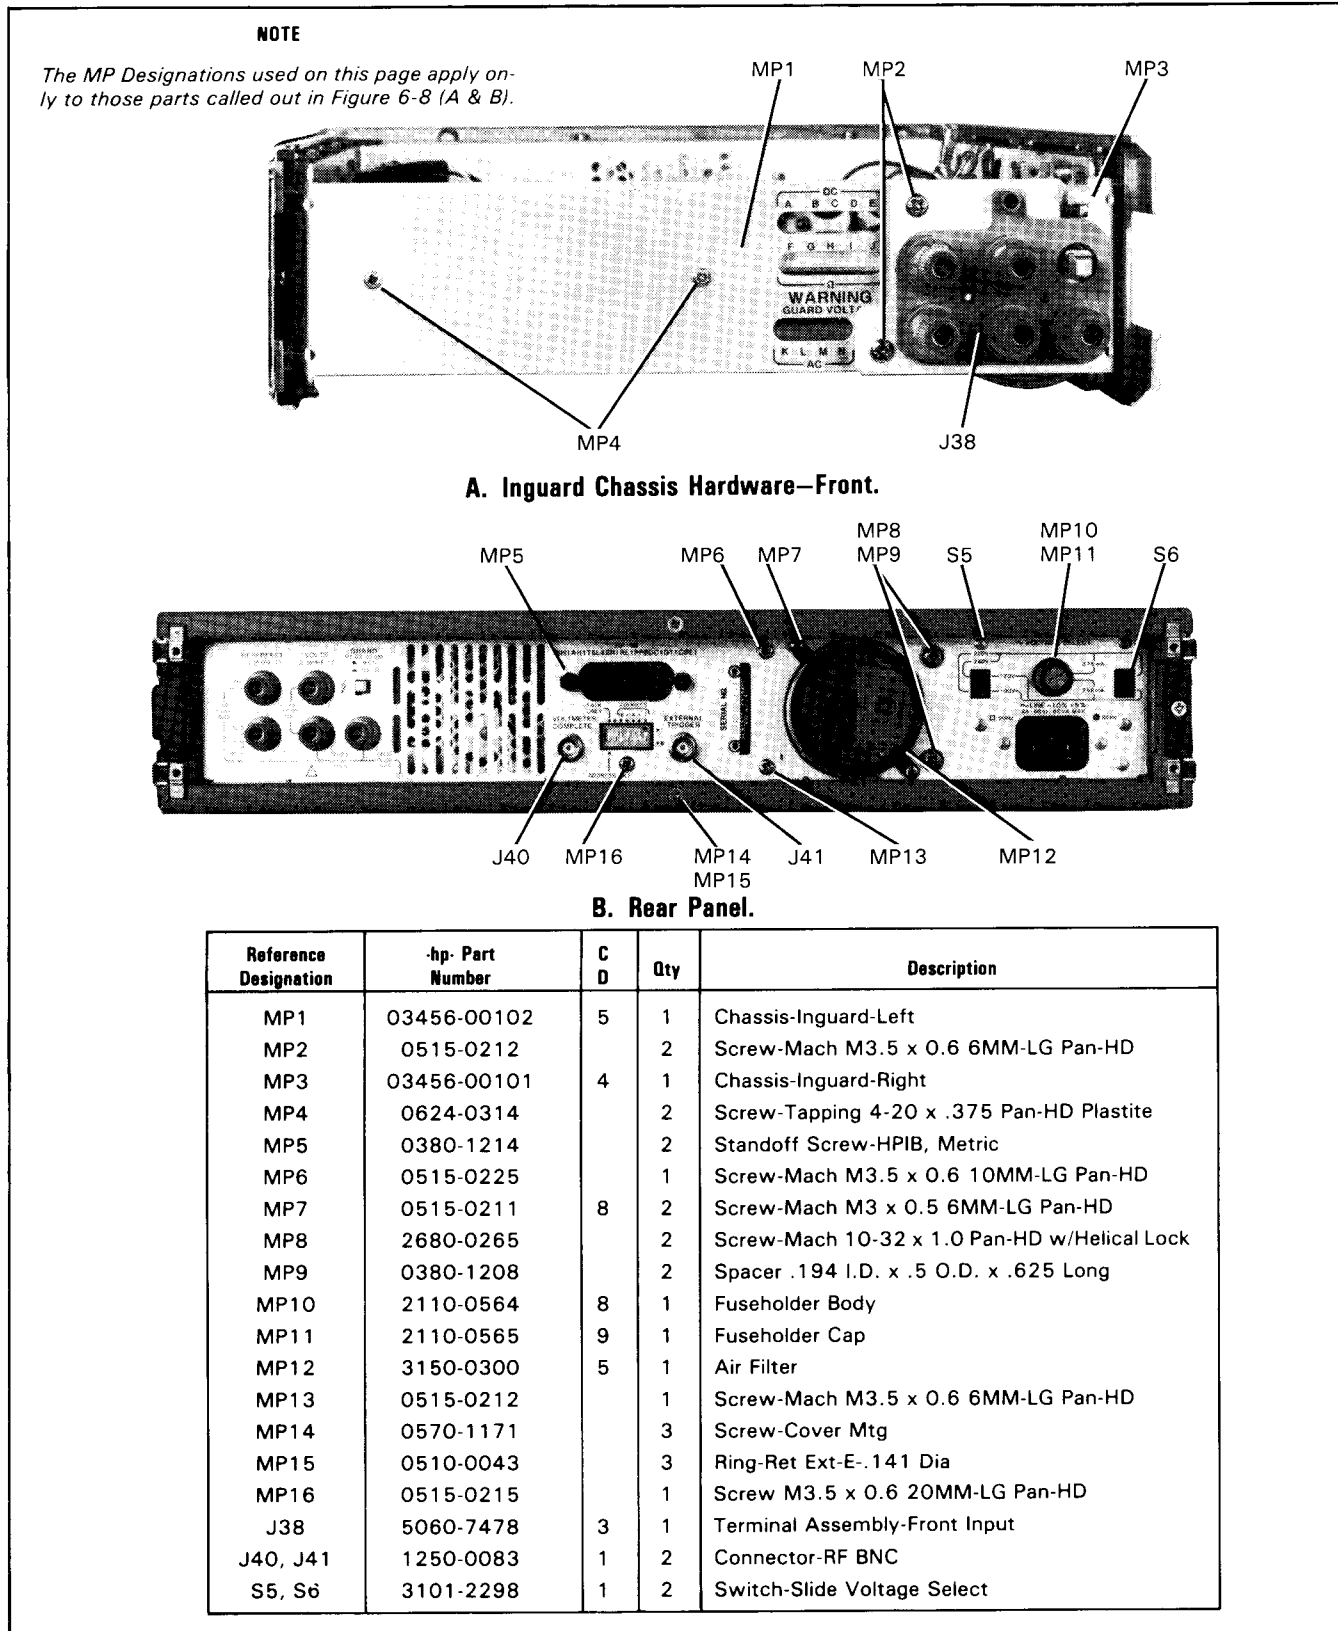 NOTE
The MP Designations used on this page apply on-
ly to those parts called out in Figure 6-8 (A & B).
MP1 MP2 MP3
DC
A B C D E
F G H I J
Ω
WARNING
GUARD
K L M N
AC
MP4 J38
A. Inguard Chassis Hardware—Front.
MP8 MP10
MP5 MP6 MP7 MP9 S5 MP11 S6
GUARD
VOLTMETER
COMPLETE
EXTERNAL
TRIGGER
SERIAL NO.
J40 MP16 MP14 J41 MP13 MP12
MP15
B. Rear Panel.
Reference Designation -hp- Part Number C D Qty Description
MP1 03456-00102 5 1 Chassis-Inguard-Left
MP2 0515-0212 2 Screw-Mach M3.5 x 0.6 6MM-LG Pan-HD
MP3 03456-00101 4 1 Chassis-Inguard-Right
MP4 0624-0314 2 Screw-Tapping 4-20 x .375 Pan-HD Plastite
MP5 0380-1214 2 Standoff Screw-HPIB, Metric
MP6 0515-0225 1 Screw-Mach M3.5 x 0.6 10MM-LG Pan-HD
MP7 0515-0211 8 2 Screw-Mach M3 x 0.5 6MM-LG Pan-HD
MP8 2680-0265 2 Screw-Mach 10-32 x 1.0 Pan-HD w/Helical Lock
MP9 0380-1208 2 Spacer .194 I.D. x .5 O.D. x .625 Long
MP10 2110-0564 8 1 Fuseholder Body
MP11 2110-0565 9 1 Fuseholder Cap
MP12 3150-0300 5 1 Air Filter
MP13 0515-0212 1 Screw-Mach M3.5 x 0.6 6MM-LG Pan-HD
MP14 0570-1171 3 Screw-Cover Mtg
MP15 0510-0043 3 Ring-Ret Ext-E-.141 Dia
MP16 0515-0215 1 Screw M3.5 x 0.6 20MM-LG Pan-HD
J38 5060-7478 3 1 Terminal Assembly-Front Input
J40, J41 1250-0083 1 2 Connector-RF BNC
S5, S6 3101-2298 1 2 Switch-Slide Voltage Select